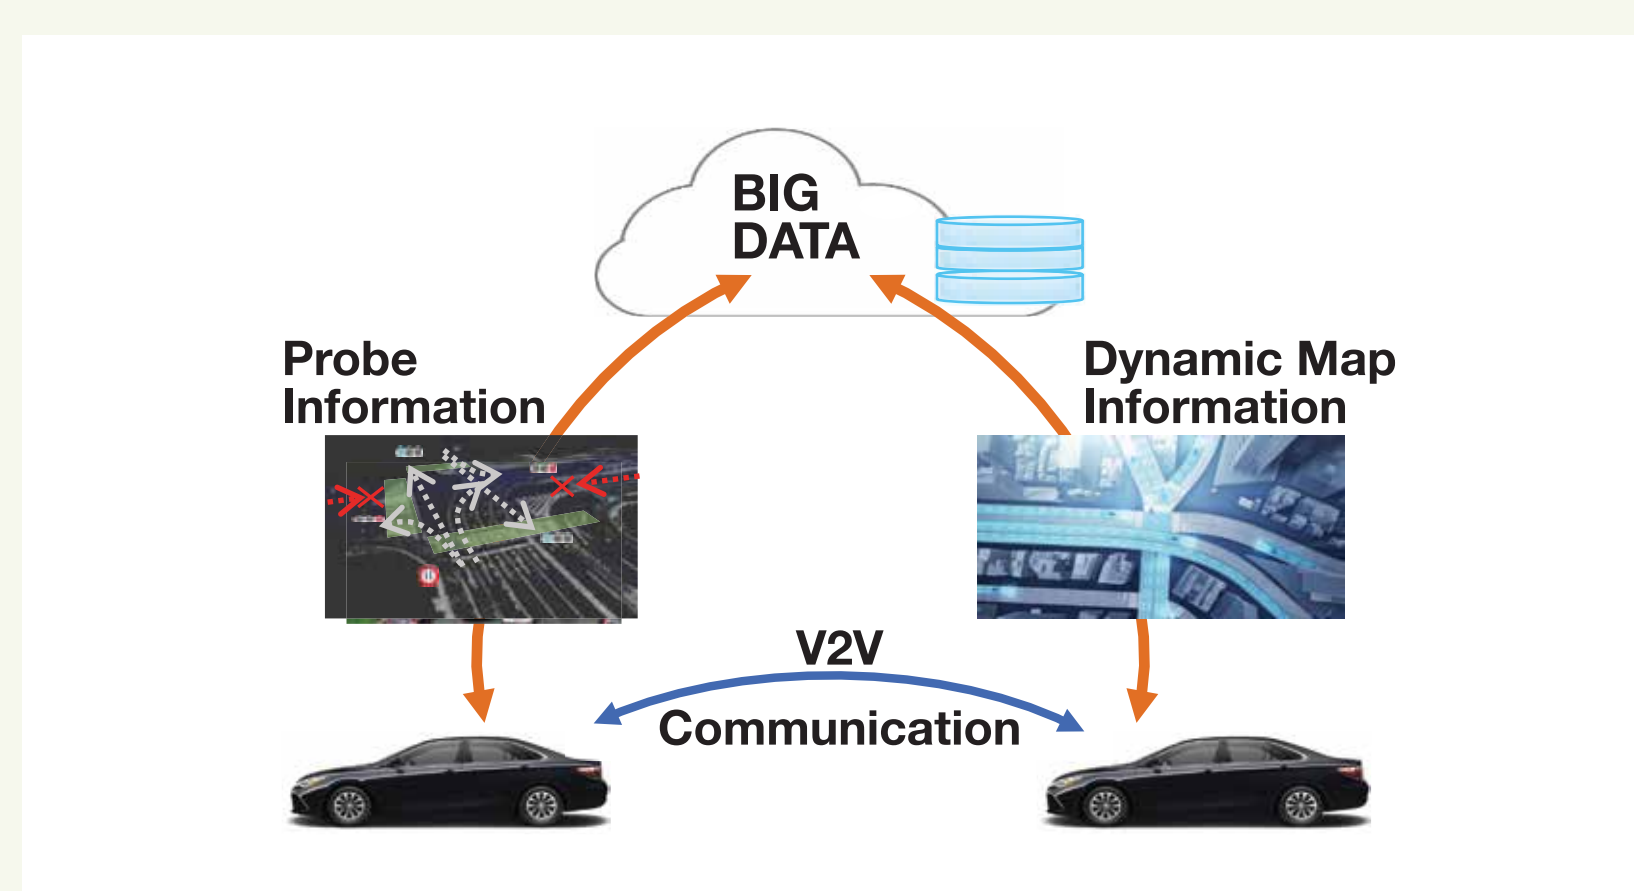 BIG
DATA
Probe
Information
Dynamic Map
Information
V2V
Communication